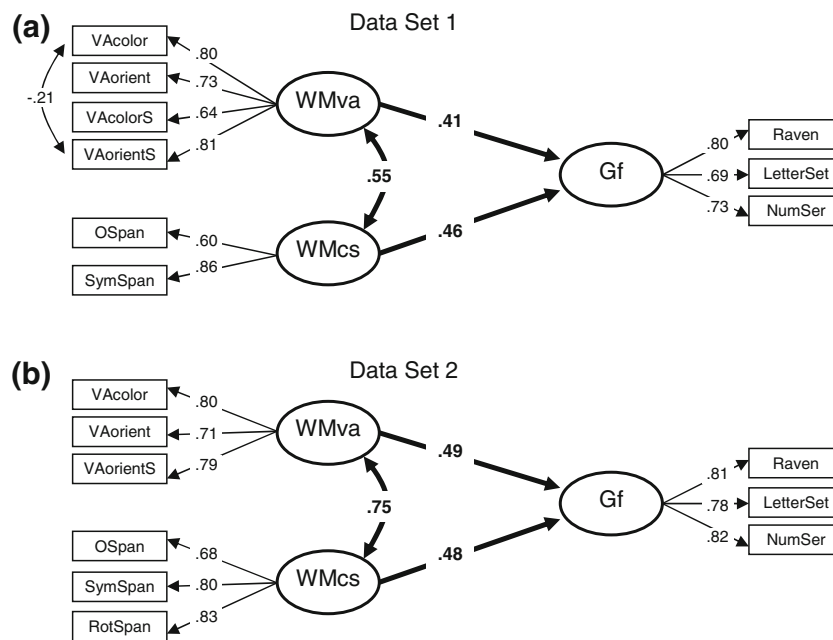 (a)
Data Set 1
VAcolor
VAorient
VAcolorS
VAorientS
-.21
.80
.73
.64
.81
WMva
.41
.55
OSpan
SymSpan
.60
.86
WMcs
.46
Gf
.80
.69
.73
Raven
LetterSet
NumSer
(b)
Data Set 2
VAcolor
VAorient
VAorientS
.80
.71
.79
WMva
.49
.75
OSpan
SymSpan
RotSpan
.68
.80
.83
WMcs
.48
Gf
.81
.78
.82
Raven
LetterSet
NumSer